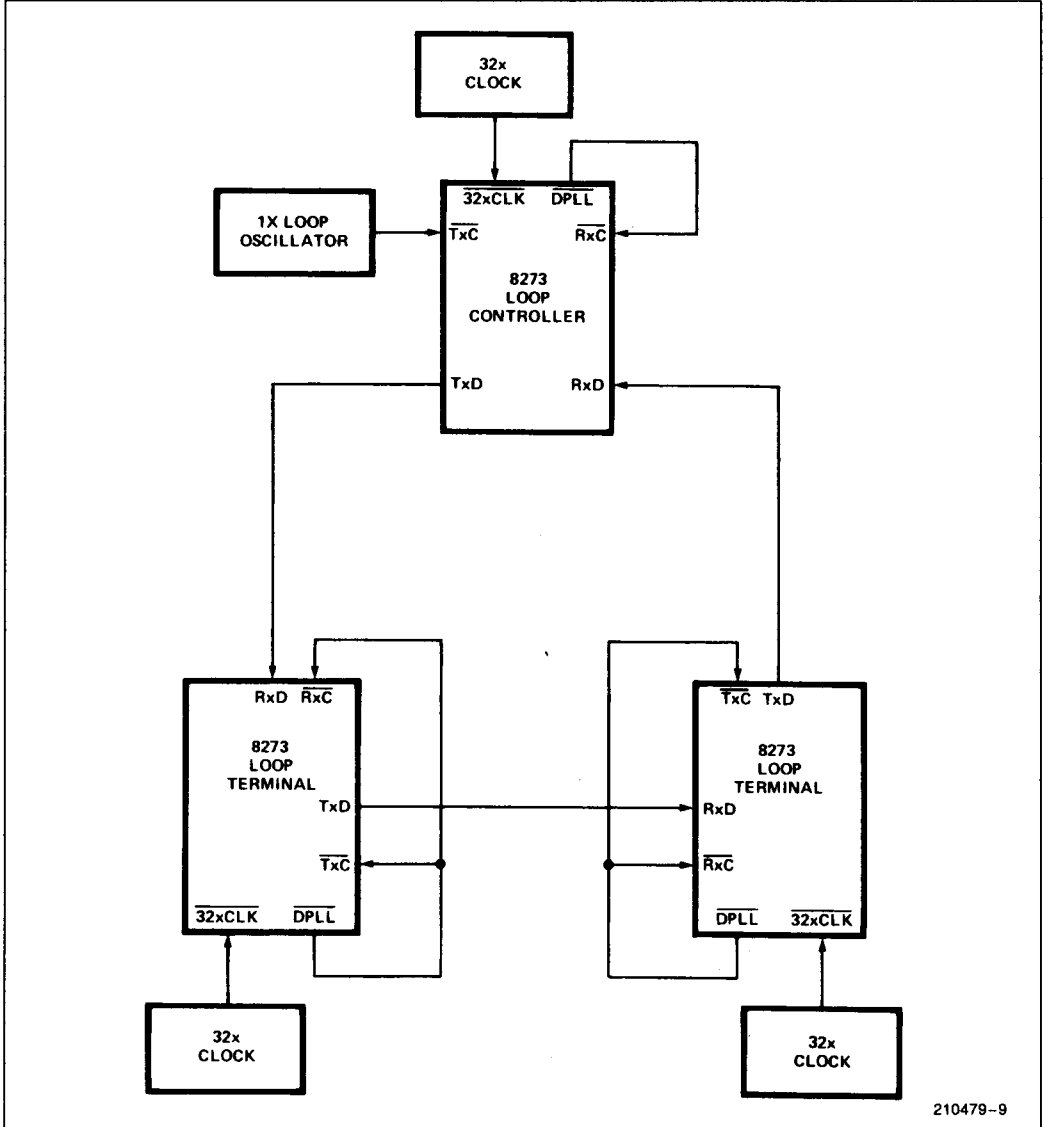 32x
CLOCK
32xCLK DPLL
1X LOOP
OSCILLATOR
TxC RxC
8273
LOOP
CONTROLLER
TxD RxD
RxD RxC
8273
LOOP
TERMINAL
TxD
TxC
32xCLK DPLL
32x
CLOCK
TxC TxD
8273
LOOP
TERMINAL
RxD
RxC
DPLL 32xCLK
32x
CLOCK
210479-9